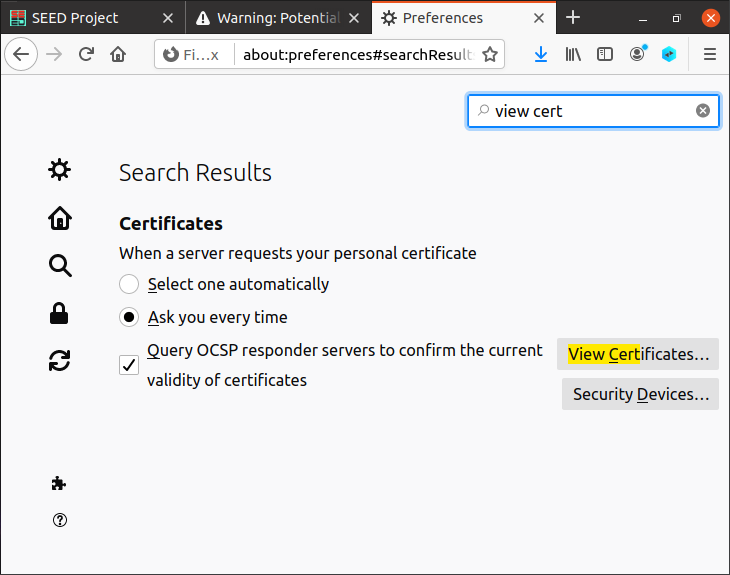 SEED Project
Warning: Potential
Preferences
Fi...x
about:preferences#searchResult
view cert
Search Results
Certificates
When a server requests your personal certificate
Select one automatically
Ask you every time
Query OCSP responder servers to confirm the current
validity of certificates
View Certificates...
Security Devices...